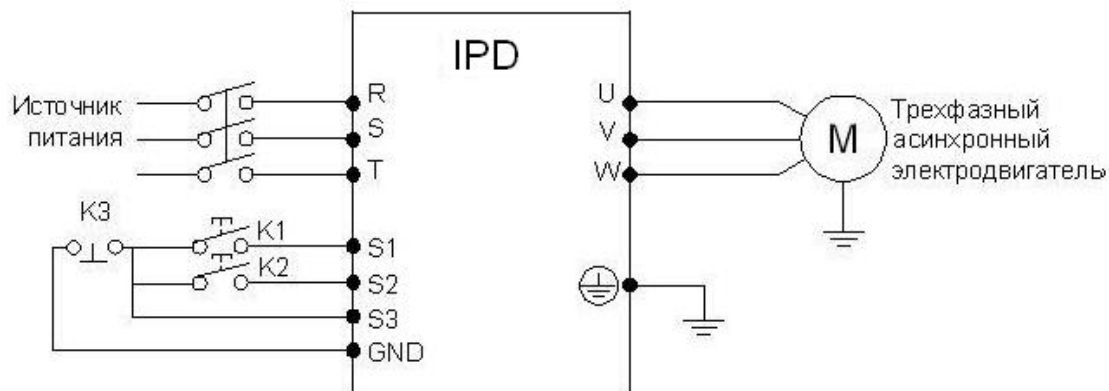 IPD
Источник
питания
R
S
T
U
V
W
M
Трехфазный
асинхронный
электродвигатель
K3
K1
K2
S1
S2
S3
GND